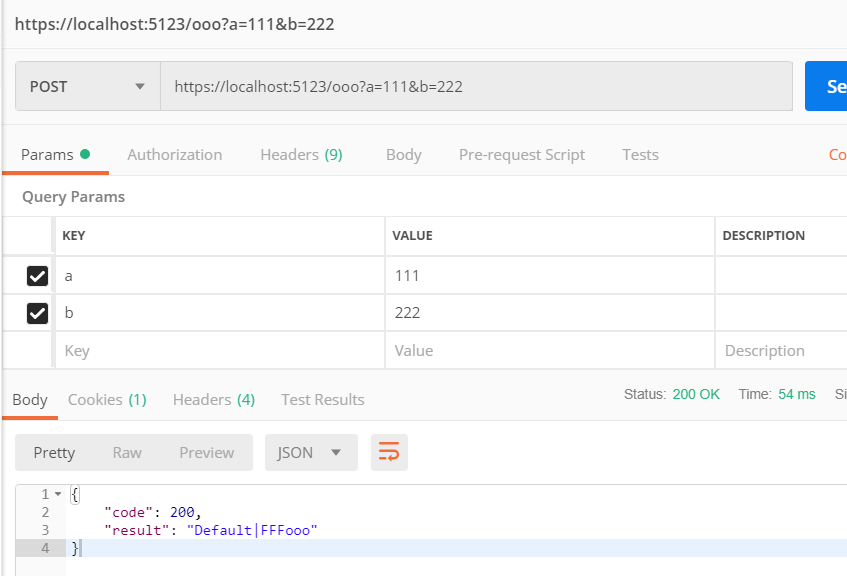 https://localhost:5123/ooo?a=111&b=222
POST https://localhost:5123/ooo?a=111&b=222 Se
Params Authorization Headers (9) Body Pre-request Script Tests Co
Query Params
KEY VALUE DESCRIPTION
a 111
b 222
Key Value Description
Body Cookies (1) Headers (4) Test Results Status: 200 OK Time: 54 ms Si
Pretty Raw Preview JSON
1 {
2 "code": 200,
3 "result": "Default|FFFooo"
4 }